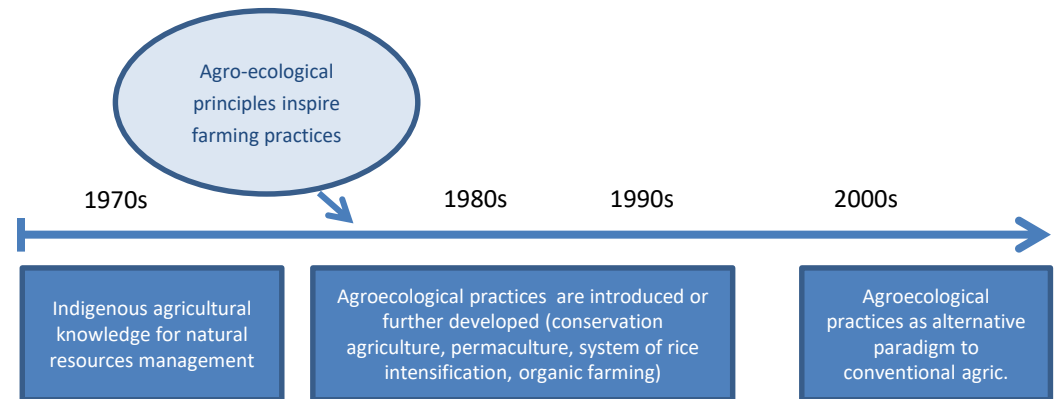 Agro-ecological
principles inspire
farming practices
1970s
1980s
1990s
2000s
Indigenous agricultural
knowledge for natural
resources management
Agroecological practices are introduced or
further developed (conservation
agriculture, permaculture, system of rice
intensification, organic farming)
Agroecological
practices as alternative
paradigm to
conventional agric.